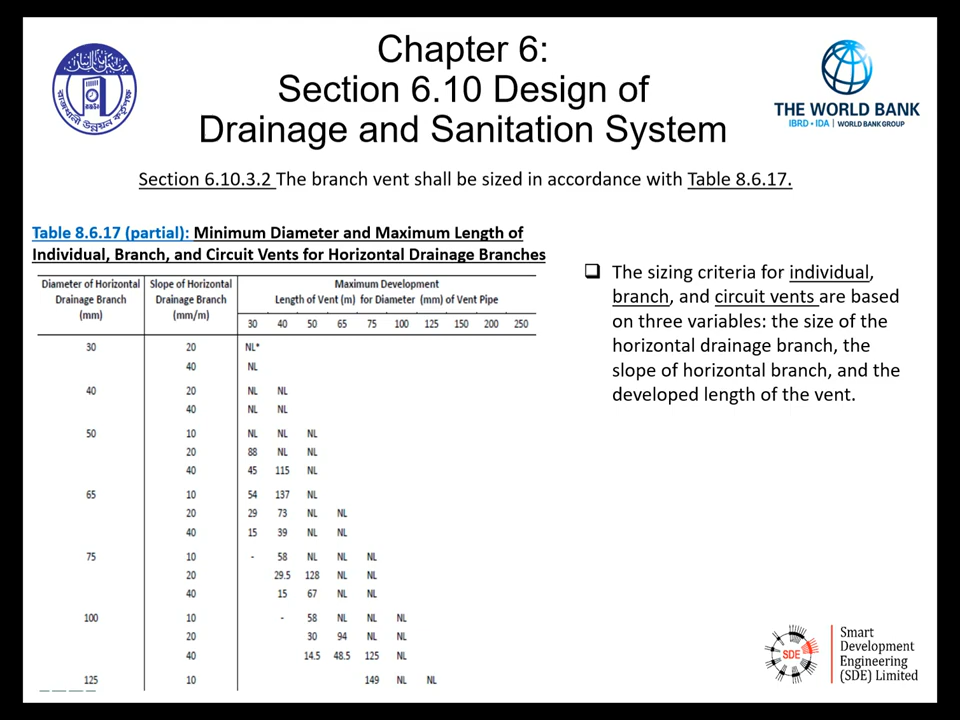 Chapter 6:
Section 6.10 Design of
Drainage and Sanitation System
THE WORLD BANK
IBRD • IDA | WORLD BANK GROUP
Section 6.10.3.2 The branch vent shall be sized in accordance with Table 8.6.17.
Table 8.6.17 (partial): Minimum Diameter and Maximum Length of
Individual, Branch, and Circuit Vents for Horizontal Drainage Branches
Diameter of Horizontal Drainage Branch (mm) Slope of Horizontal Drainage Branch (mm/m) Maximum Development Length of Vent (m) for Diameter (mm) of Vent Pipe
30 40 50 65 75 100 125 150 200 250
30 20 NL*
40 NL
40 20 NL NL
40 NL NL
50 10 NL NL NL
20 88 NL NL
40 45 115 NL
65 10 54 137 NL
20 29 73 NL NL
40 15 39 NL NL
75 10 - 58 NL NL NL
20 29.5 128 NL NL
40 15 67 NL NL
100 10 - 58 NL NL NL
20 30 94 NL NL
40 14.5 48.5 125 NL
125 10 149 NL NL
❑ The sizing criteria for individual,
branch, and circuit vents are based
on three variables: the size of the
horizontal drainage branch, the
slope of horizontal branch, and the
developed length of the vent.
SDE
Smart
Development
Engineering
(SDE) Limited